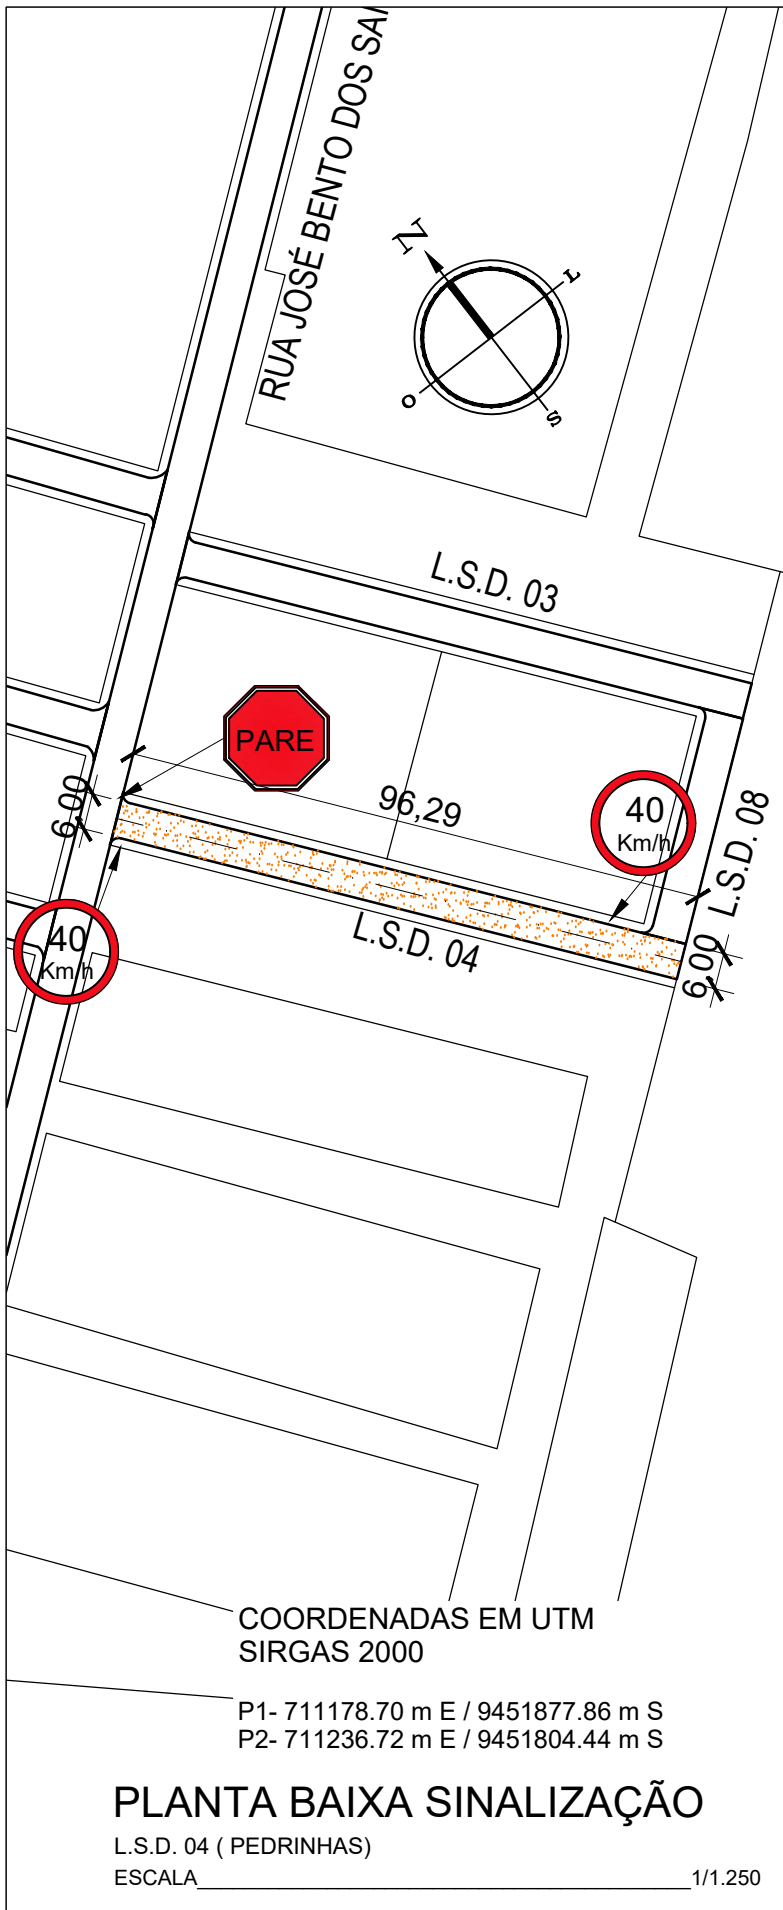 RUA JOSÉ BENTO DOS
N
L
O
S
L.S.D. 03
PARE
96,29
40
Km/h
6.00
L.S.D. 08
40
Km/h
L.S.D. 04
6.00
COORDENADAS EM UTM
SIRGAS 2000
P1- 711178.70 m E / 9451877.86 m S
P2- 711236.72 m E / 9451804.44 m S
PLANTA BAIXA SINALIZAÇÃO
L.S.D. 04 ( PEDRINHAS)
ESCALA 1/1.250